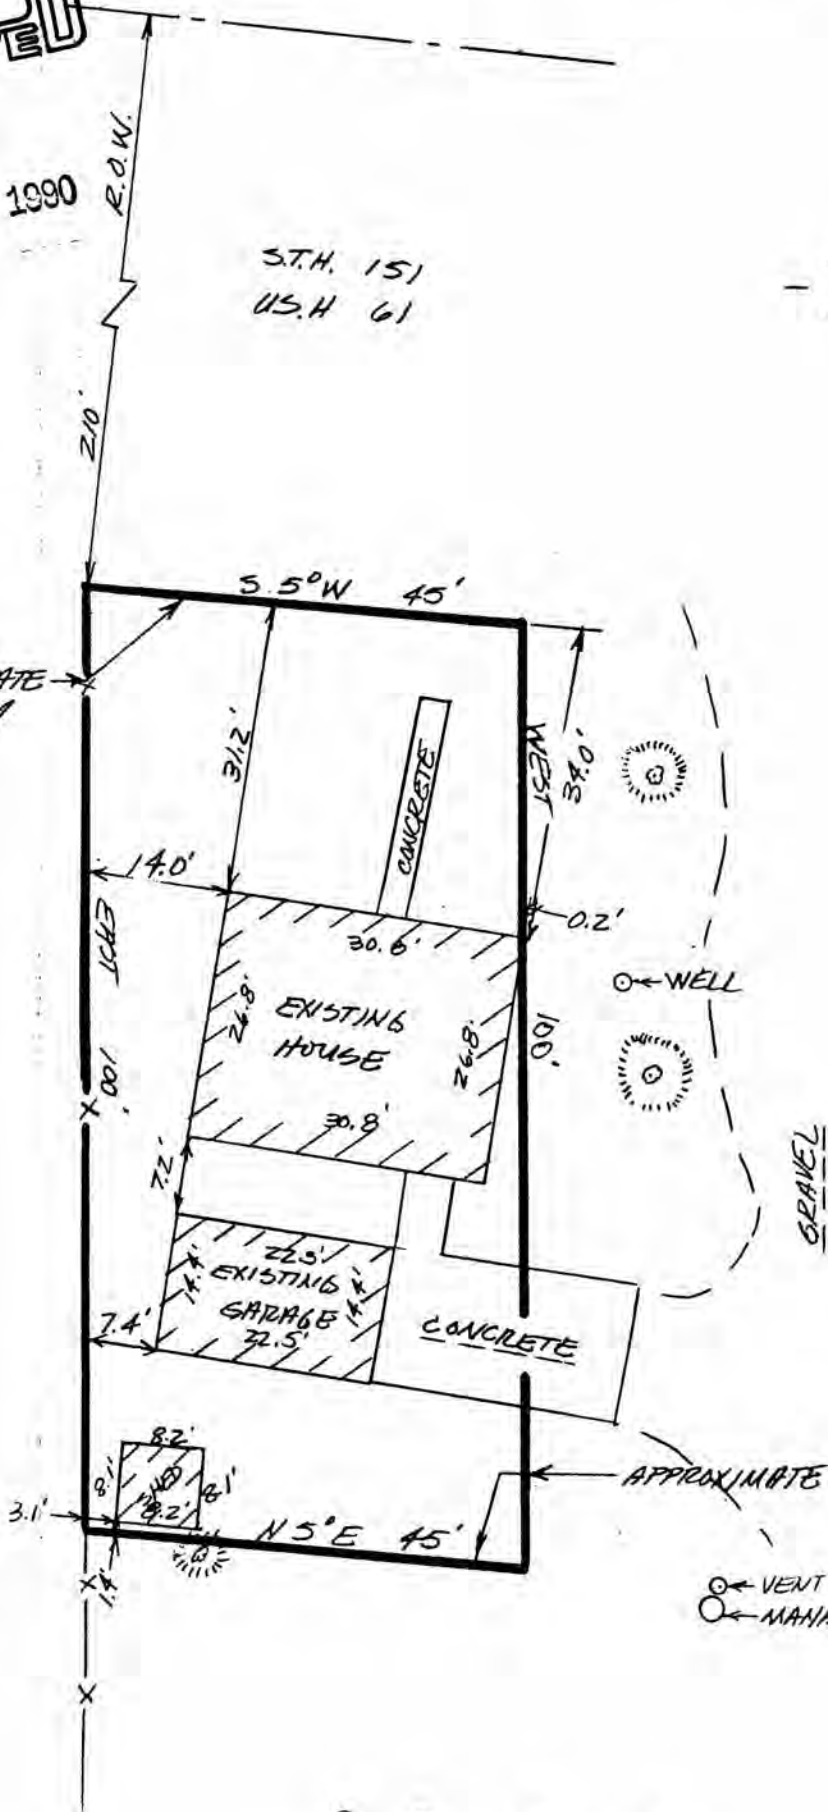 1990
R.O.W.
S.T.H. 151
U.S.H 61
210'
S. 5° W 45'
31.2'
CONCRETE
WEST
34.0'
14.0'
EAST
100'
0.2'
30.6'
WELL
26.8'
EXISTING
HOUSE
26.8'
100'
30.8'
7.2'
GRAVEL
22.5'
14.4'
EXISTING
GARAGE
14.4'
22.5'
7.4'
CONCRETE
8.2'
8.1'
SHED
8.1'
8.2'
3.1'
APPROXIMATE
N 5° E 45'
1.4'
VENT